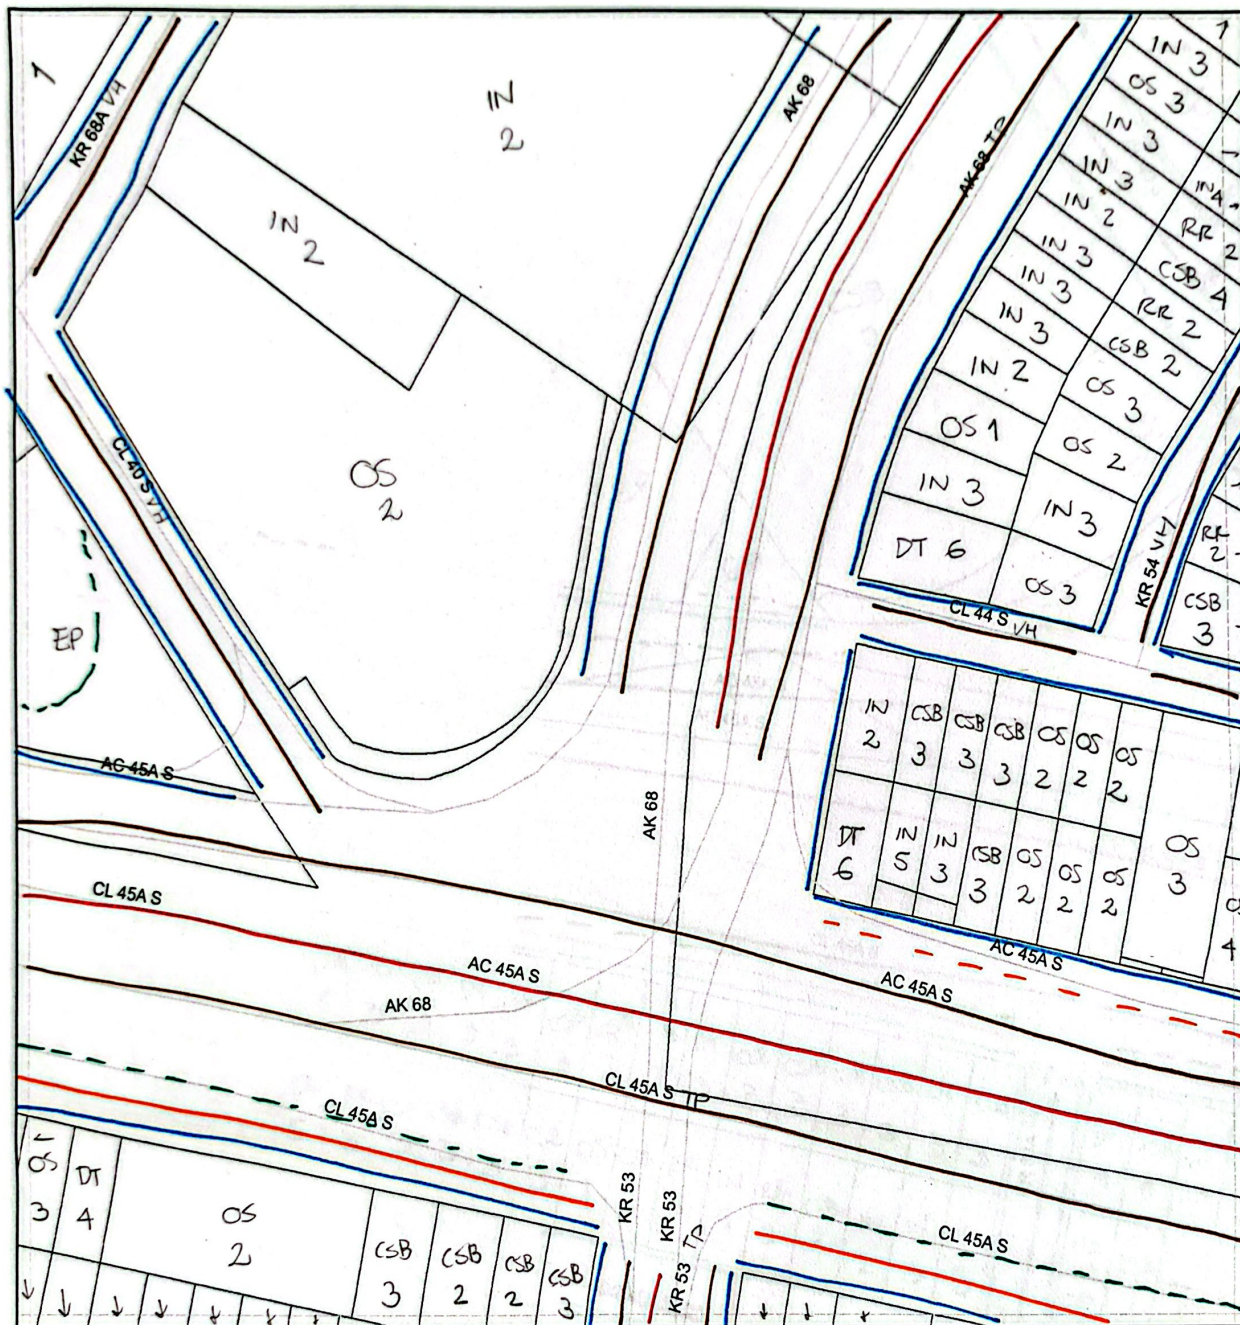 1
KR 68A VH
IN
2
AK 68
AK 68 TP
IN 3
OS 3
IN 3
IN 3
IN 2
IN 3
IN 3
IN 3
IN 2
OS 1
IN 3
DT 6
IN 4
RR 2
CSB 4
RR 2
CSB 2
OS 3
OS 2
IN 3
OS 3
IN
2
OS
2
CL 40 S VH
EP
AC 45A S
CL 44 S VH
KR 54 VH
RR
2
CSB
3
IN
2
CSB
3
CSB
3
CSB
3
OS
2
OS
2
OS
2
OS
3
DT
6
IN
5
IN
3
CSB
3
OS
2
OS
2
OS
2
OS
4
AK 68
CL 45A S
AC 45A S
AC 45A S
AC 45A S
AK 68
CL 45A S TP
CL 45A S
KR 53
KR 53
TP
KR 53
CL 45A S
OS
3
DT
4
OS
2
CSB
3
CSB
2
CSB
2
CSB
3